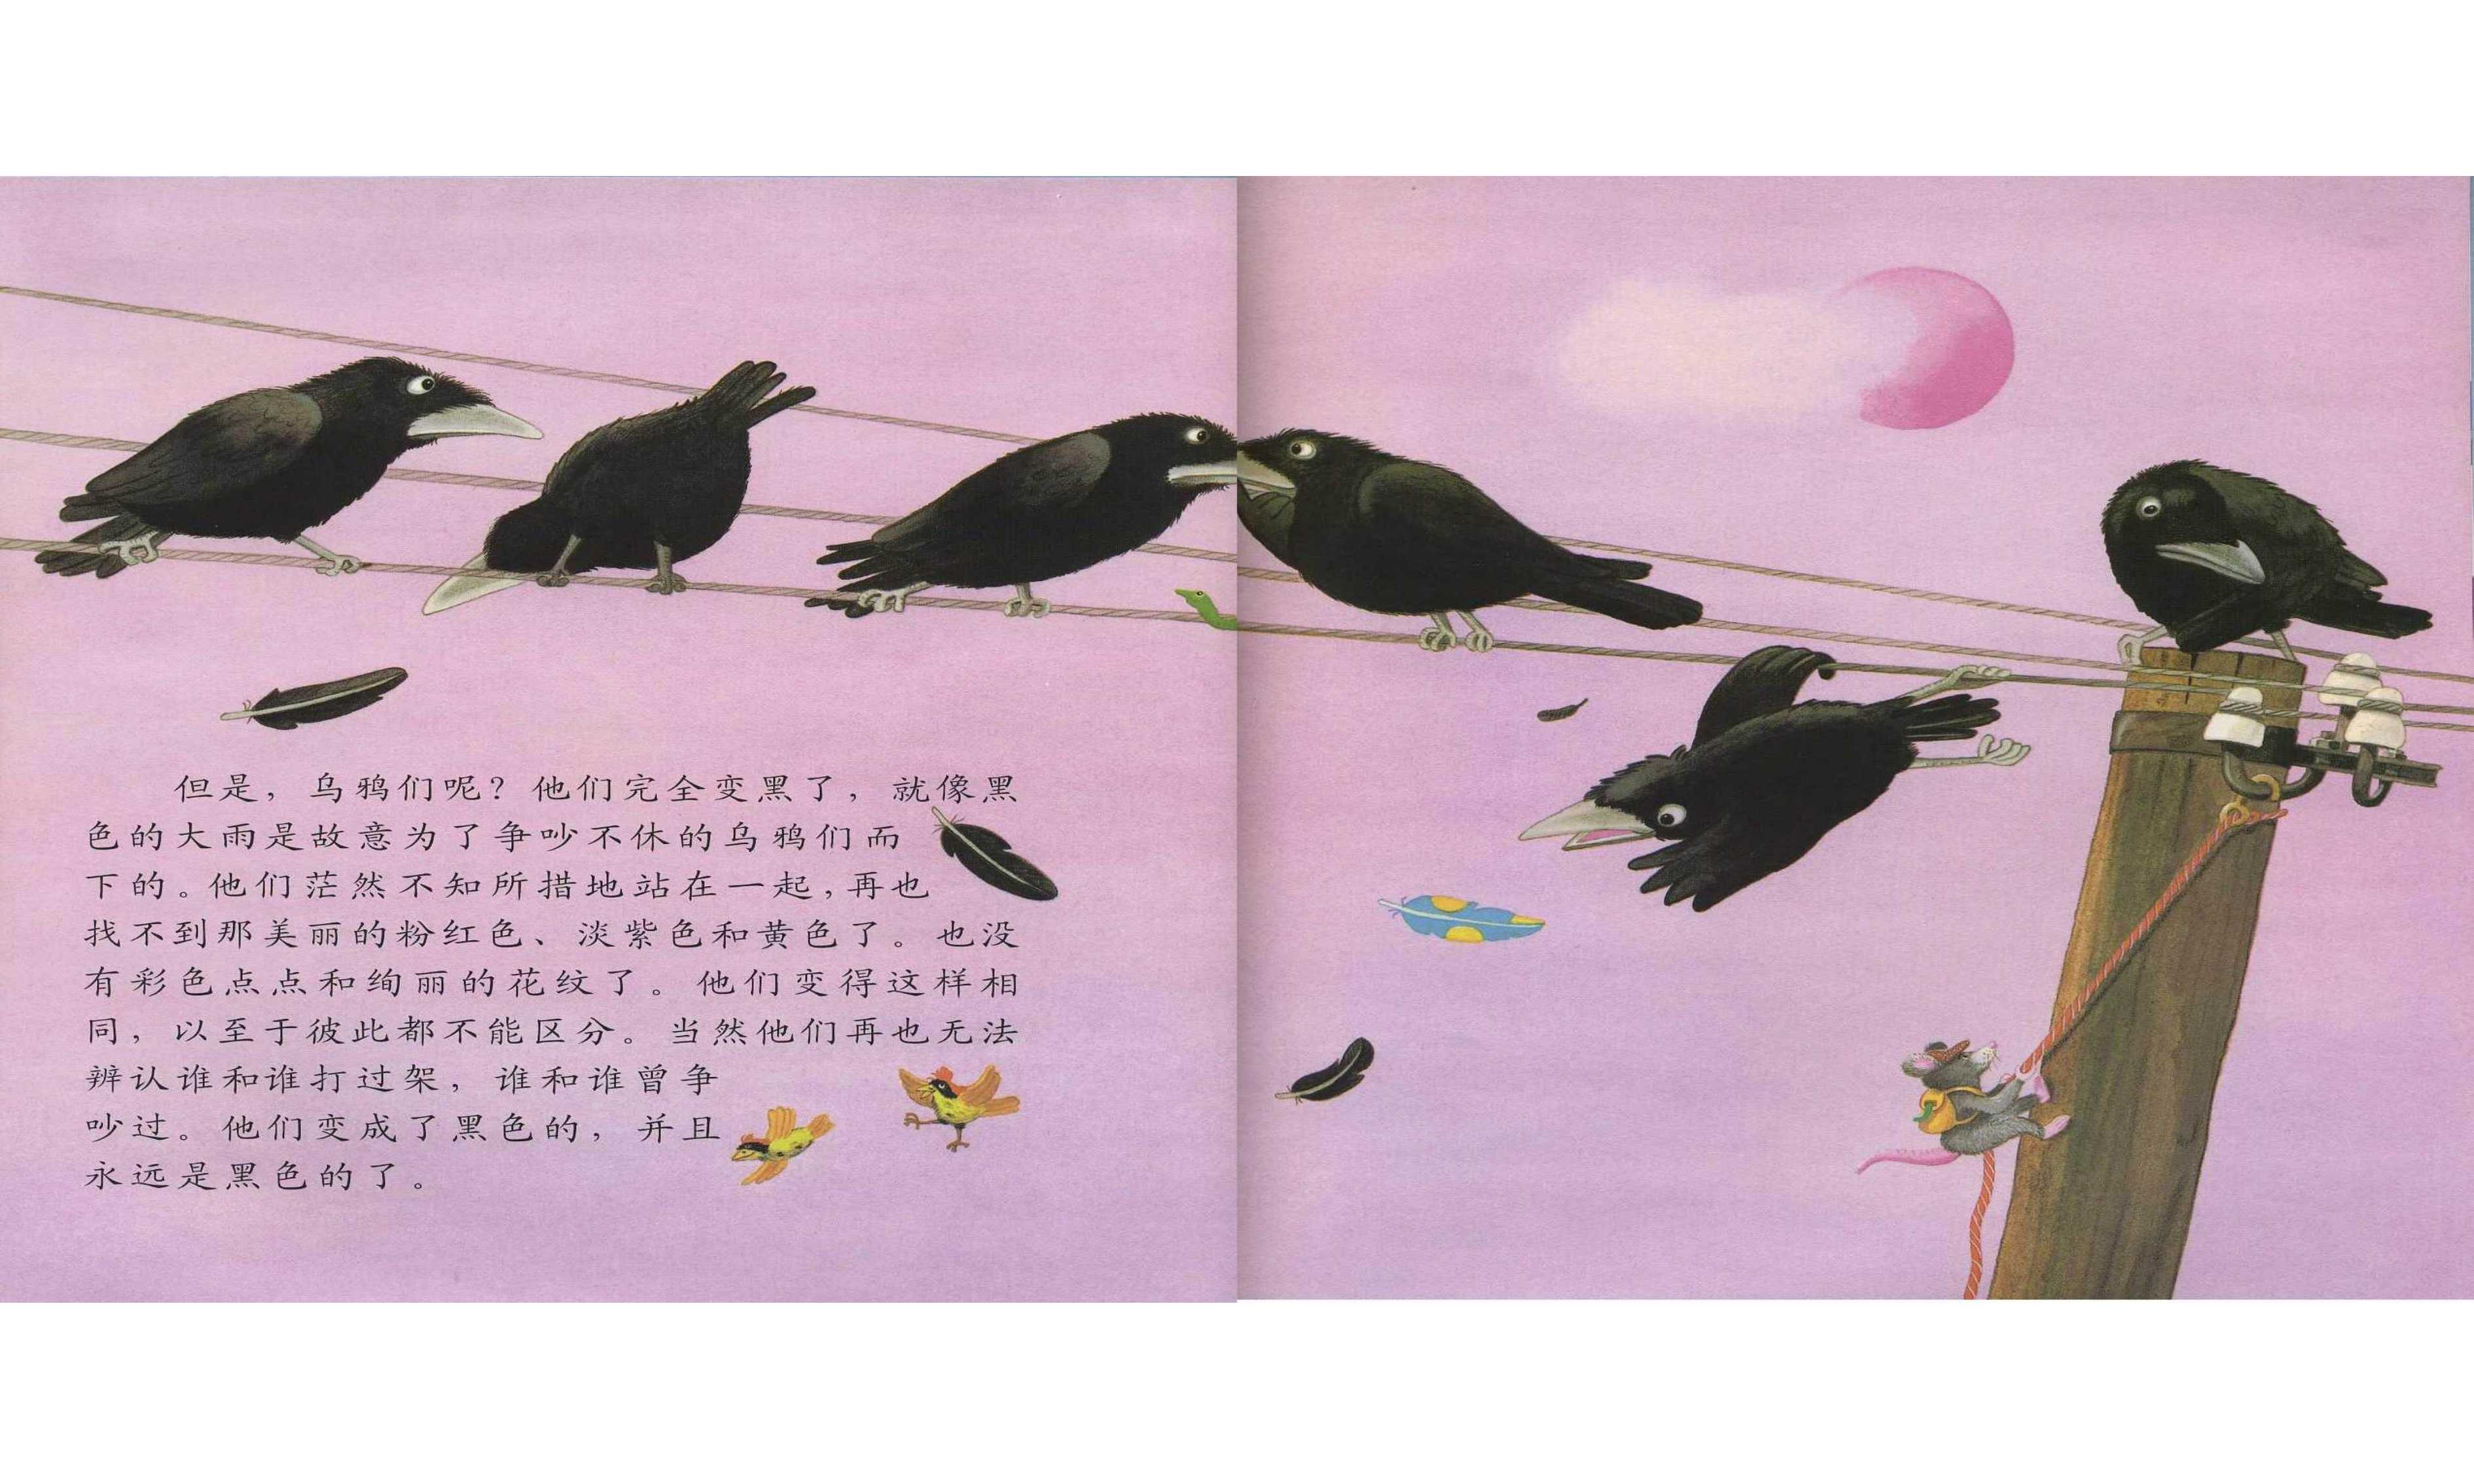 但是，乌鸦们呢？他们完全变黑了，就像黑
色的大雨是故意为了争吵不休的乌鸦们而
下的。他们茫然不知所措地站在一起，再也
找不到那美丽的粉红色、淡紫色和黄色了。也没
有彩色点点和绚丽的花纹了。他们变得这样相
同，以至于彼此都不能区分。当然他们再也无法
辨认谁和谁打过架，谁和谁曾争
吵过。他们变成了黑色的，并且
永远是黑色的了。